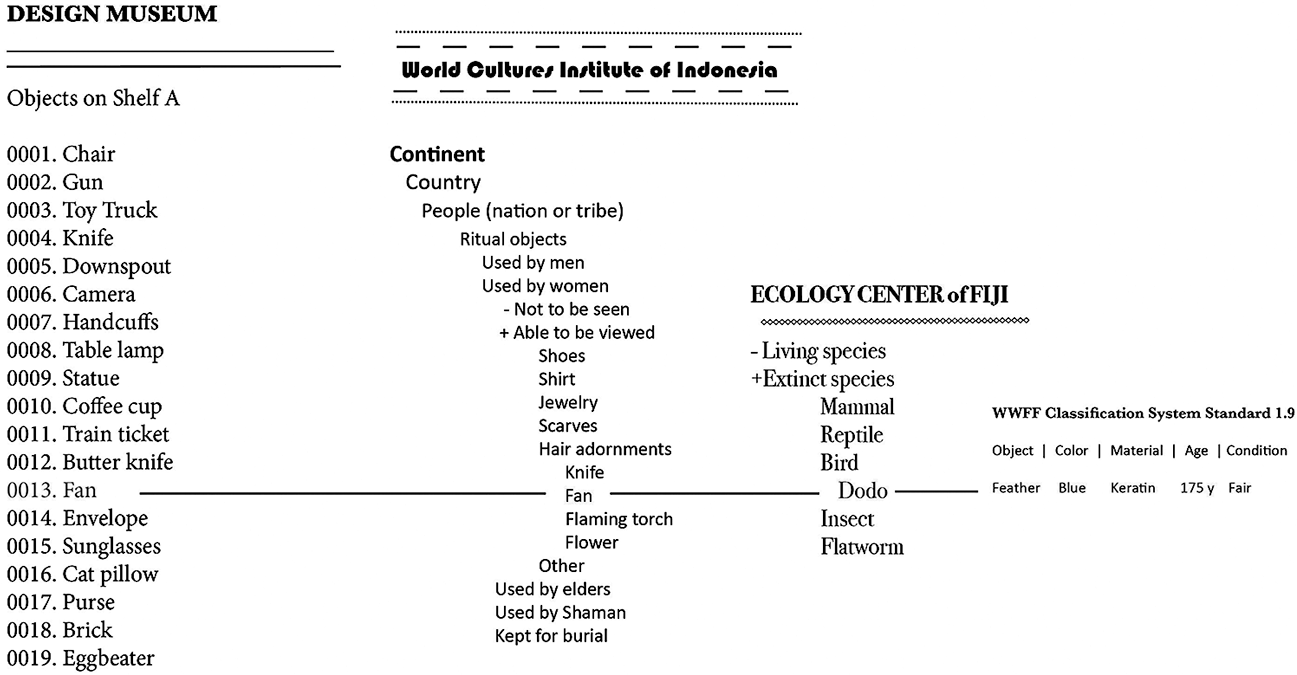 DESIGN MUSEUM
Objects on Shelf A
0001. Chair
0002. Gun
0003. Toy Truck
0004. Knife
0005. Downspout
0006. Camera
0007. Handcuffs
0008. Table lamp
0009. Statue
0010. Coffee cup
0011. Train ticket
0012. Butter knife
0013. Fan
0014. Envelope
0015. Sunglasses
0016. Cat pillow
0017. Purse
0018. Brick
0019. Eggbeater
World Cultures Institute of Indonesia
Continent
Country
People (nation or tribe)
Ritual objects
Used by men
Used by women
- Not to be seen
+ Able to be viewed
Shoes
Shirt
Jewelry
Scarves
Hair adornments
Knife
Fan
Flaming torch
Flower
Other
Used by elders
Used by Shaman
Kept for burial
ECOLOGY CENTER of FIJI
- Living species
+Extinct species
Mammal
Reptile
Bird
Dodo
Insect
Flatworm
WWFF Classification System Standard 1.9
Object | Color | Material | Age | Condition
Feather Blue Keratin 175 y Fair